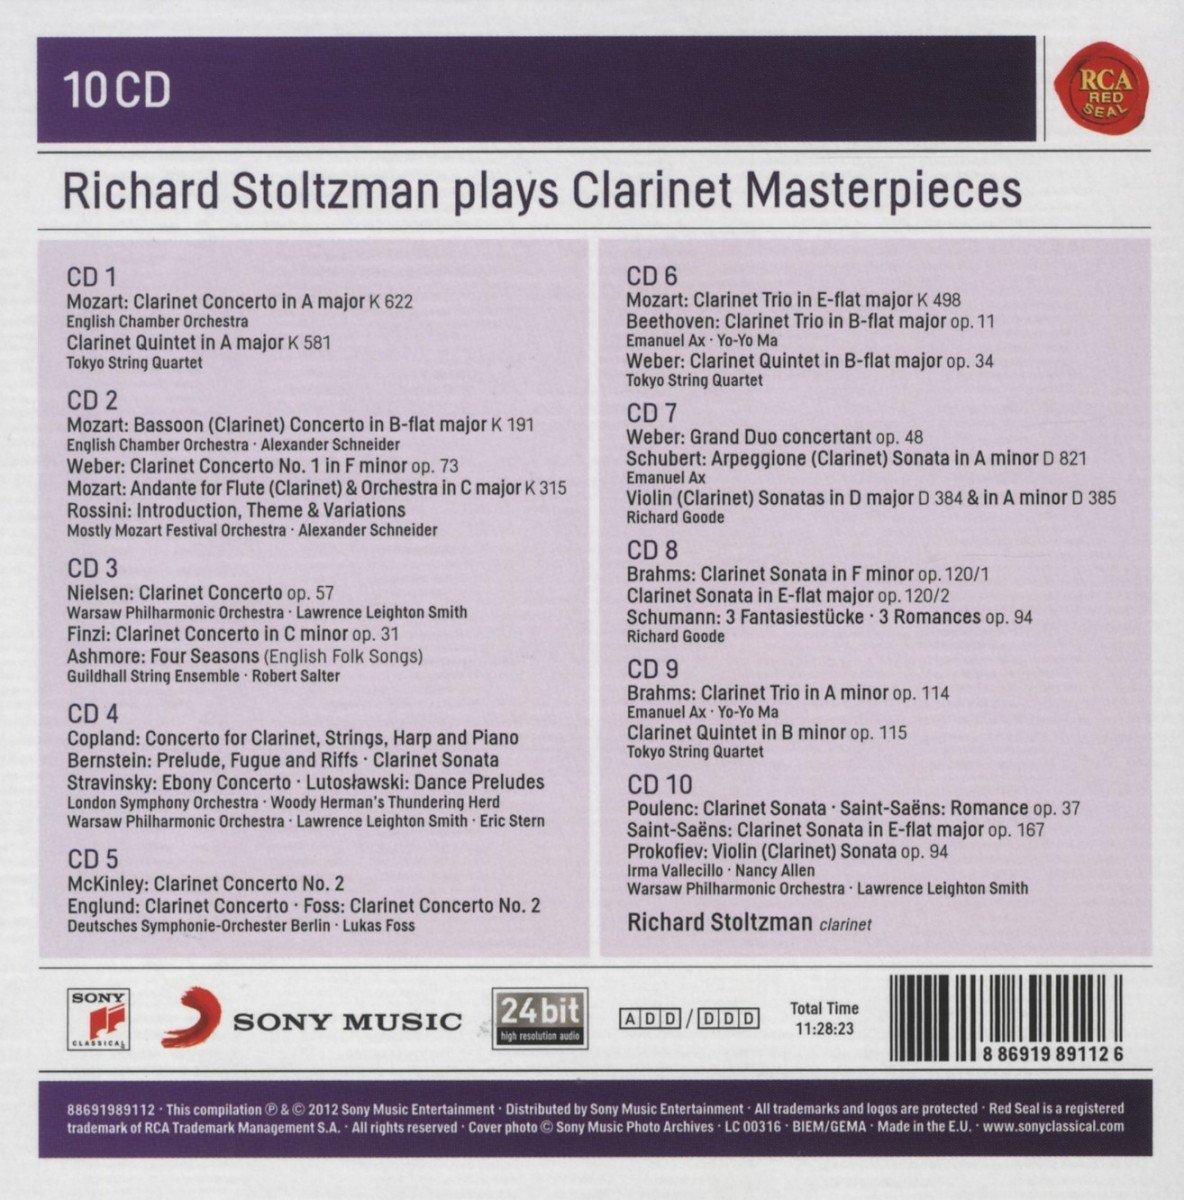 10 CD
RCA
RED
SEAL
Richard Stoltzman plays Clarinet Masterpieces
CD 1
Mozart: Clarinet Concerto in A major K 622
English Chamber Orchestra
Clarinet Quintet in A major K 581
Tokyo String Quartet
CD 2
Mozart: Bassoon (Clarinet) Concerto in B-flat major K 191
English Chamber Orchestra · Alexander Schneider
Weber: Clarinet Concerto No. 1 in F minor op. 73
Mozart: Andante for Flute (Clarinet) & Orchestra in C major K 315
Rossini: Introduction, Theme & Variations
Mostly Mozart Festival Orchestra · Alexander Schneider
CD 3
Nielsen: Clarinet Concerto op. 57
Warsaw Philharmonic Orchestra · Lawrence Leighton Smith
Finzi: Clarinet Concerto in C minor op. 31
Ashmore: Four Seasons (English Folk Songs)
Guildhall String Ensemble · Robert Salter
CD 4
Copland: Concerto for Clarinet, Strings, Harp and Piano
Bernstein: Prelude, Fugue and Riffs · Clarinet Sonata
Stravinsky: Ebony Concerto · Lutosławski: Dance Preludes
London Symphony Orchestra · Woody Herman's Thundering Herd
Warsaw Philharmonic Orchestra · Lawrence Leighton Smith · Eric Stern
CD 5
McKinley: Clarinet Concerto No. 2
Englund: Clarinet Concerto · Foss: Clarinet Concerto No. 2
Deutsches Symphonie-Orchester Berlin · Lukas Foss
CD 6
Mozart: Clarinet Trio in E-flat major K 498
Beethoven: Clarinet Trio in B-flat major op. 11
Emanuel Ax · Yo-Yo Ma
Weber: Clarinet Quintet in B-flat major op. 34
Tokyo String Quartet
CD 7
Weber: Grand Duo concertant op. 48
Schubert: Arpeggione (Clarinet) Sonata in A minor D 821
Emanuel Ax
Violin (Clarinet) Sonatas in D major D 384 & in A minor D 385
Richard Goode
CD 8
Brahms: Clarinet Sonata in F minor op. 120/1
Clarinet Sonata in E-flat major op. 120/2
Schumann: 3 Fantasiestücke · 3 Romances op. 94
Richard Goode
CD 9
Brahms: Clarinet Trio in A minor op. 114
Emanuel Ax · Yo-Yo Ma
Clarinet Quintet in B minor op. 115
Tokyo String Quartet
CD 10
Poulenc: Clarinet Sonata · Saint-Saëns: Romance op. 37
Saint-Saëns: Clarinet Sonata in E-flat major op. 167
Prokofiev: Violin (Clarinet) Sonata op. 94
Irma Vallecillo · Nancy Allen
Warsaw Philharmonic Orchestra · Lawrence Leighton Smith
Richard Stoltzman clarinet
SONY
CLASSICAL
SONY MUSIC
24 bit
high resolution audio
ADD/DDD
Total Time
11:28:23
8 86919 89112 6
88691989112 · This compilation ℗ & © 2012 Sony Music Entertainment · Distributed by Sony Music Entertainment · All trademarks and logos are protected · Red Seal is a registered
trademark of RCA Trademark Management S.A. · All rights reserved · Cover photo © Sony Music Photo Archives · LC 00316 · BIEM/GEMA · Made in the E.U. · www.sonyclassical.com